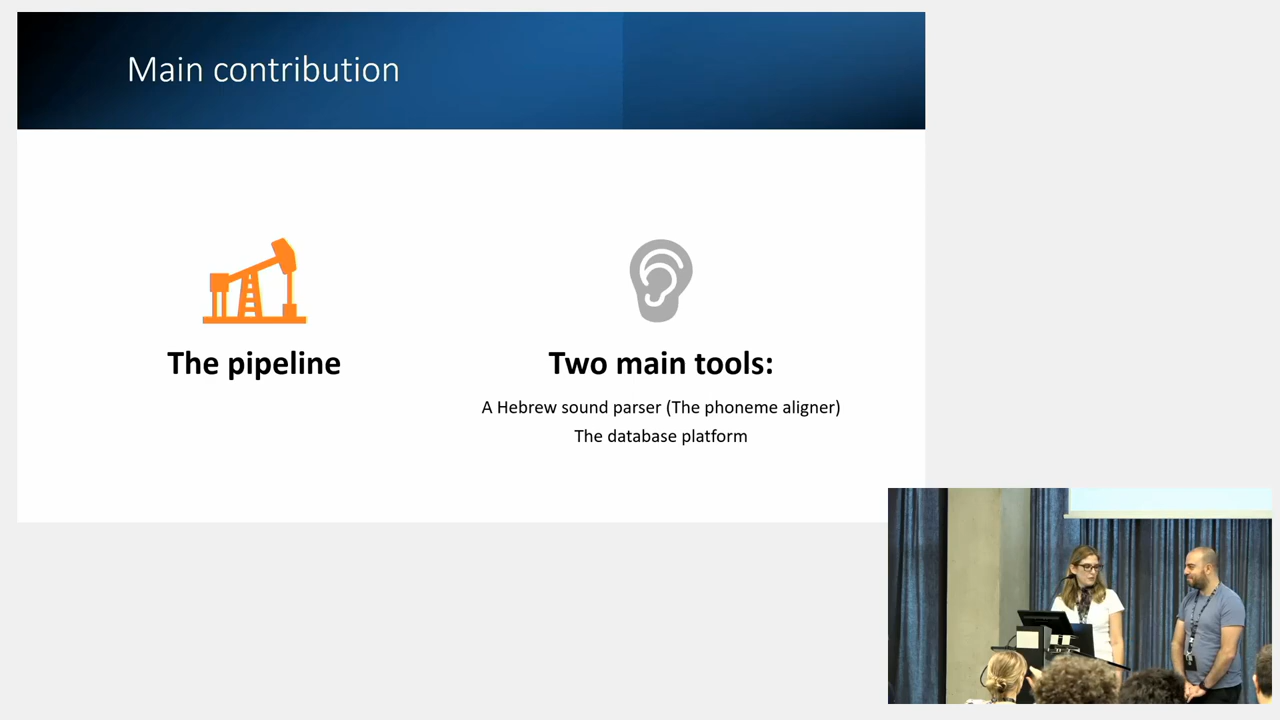 Main contribution
The pipeline
Two main tools:
A Hebrew sound parser (The phoneme aligner)
The database platform